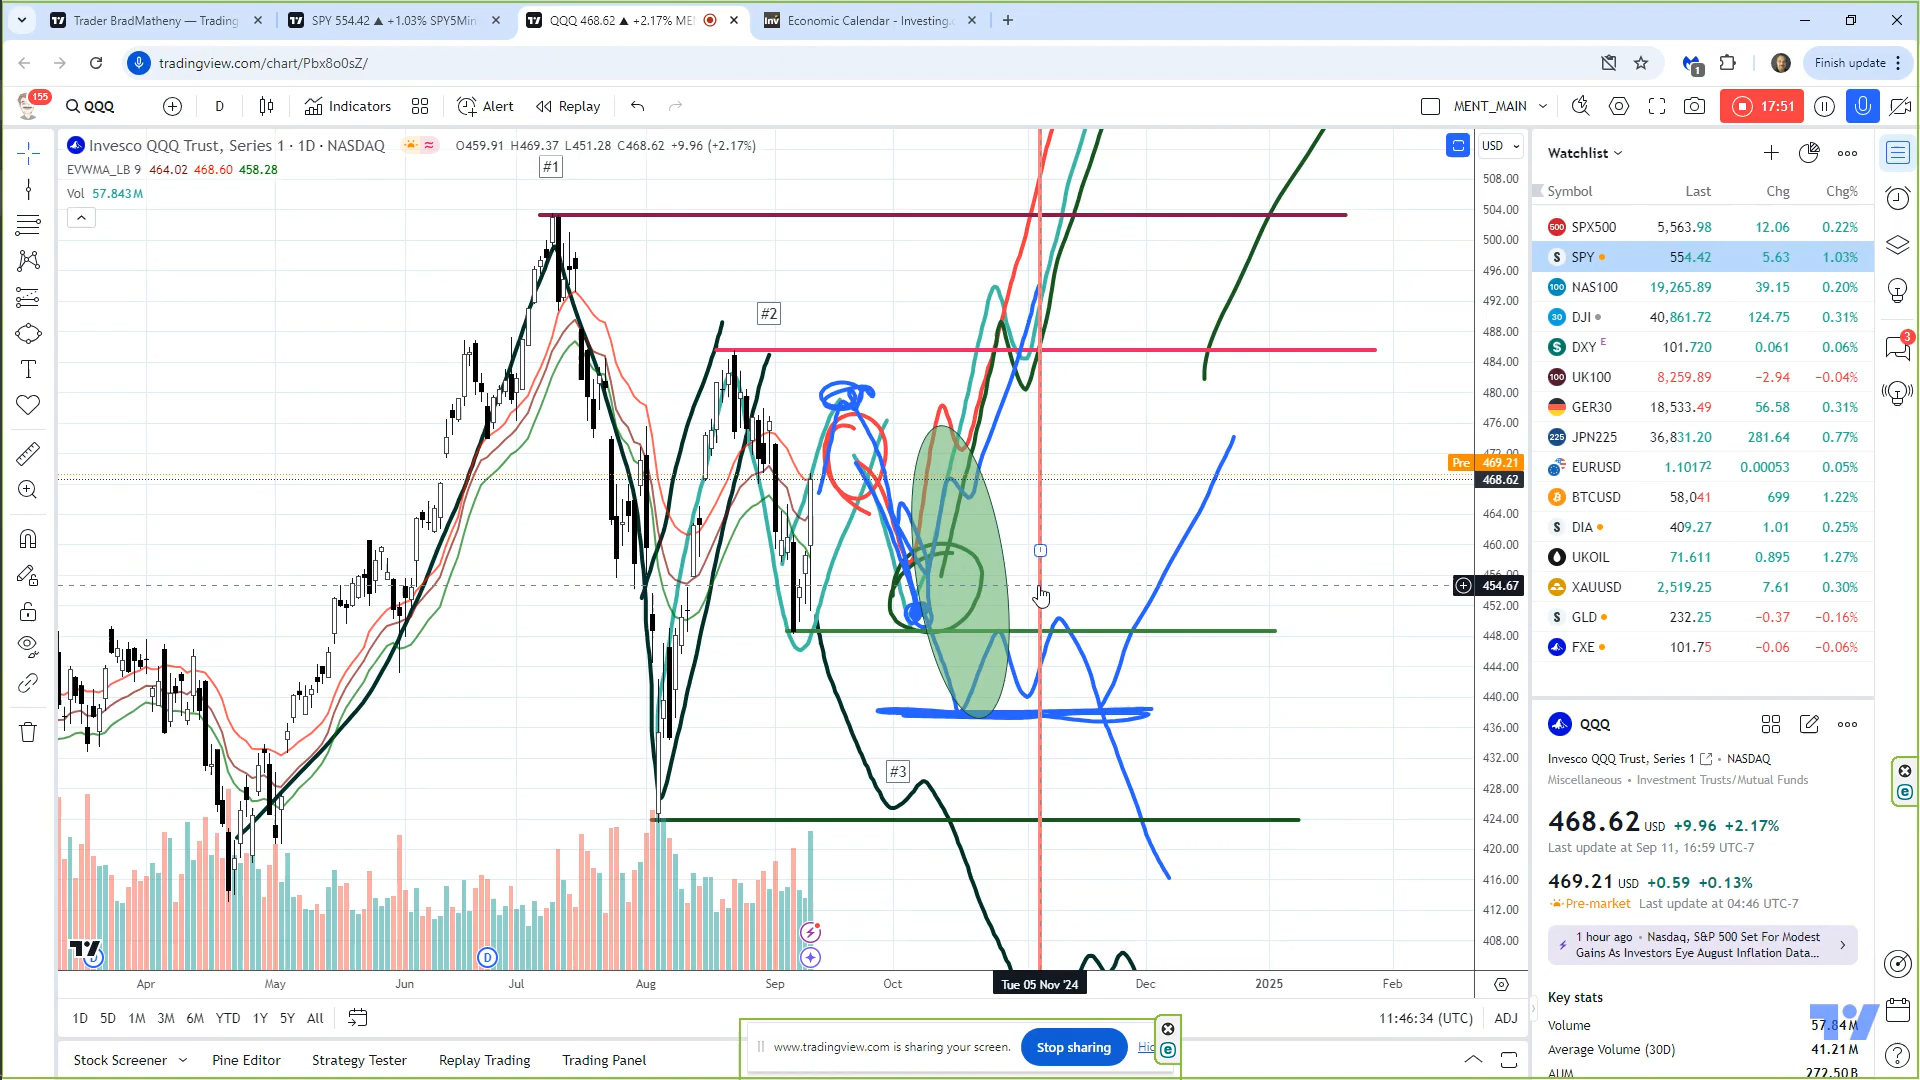 Trader BradMatheny — Trading
SPY 554.42 ▲ +1.03% SPY5Min
QQQ 468.62 ▲ +2.17% MEN
Economic Calendar - Investing.c
tradingview.com/chart/Pbx8o0sZ/
1
Finish update
155
QQQ
D
Indicators
Alert
Replay
MENT_MAIN
17:51
Invesco QQQ Trust, Series 1 · 1D · NASDAQ
O459.91 H469.37 L451.28 C468.62 +9.96 (+2.17%)
EVWMA_LB 9 464.02 468.60 458.28
Vol 57.843M
#1
#2
#3
USD
508.00
504.00
500.00
496.00
492.00
488.00
484.00
480.00
476.00
472.00
Pre 469.21
468.62
464.00
460.00
454.67
452.00
448.00
444.00
440.00
436.00
432.00
428.00
424.00
420.00
416.00
412.00
408.00
Apr May Jun Jul Aug Sep Oct Tue 05 Nov '24 Dec 2025 Feb
1D 5D 1M 3M 6M YTD 1Y 5Y All
11:46:34 (UTC) ADJ
Stock Screener Pine Editor Strategy Tester Replay Trading Trading Panel
www.tradingview.com is sharing your screen. Stop sharing Hid
Watchlist
Symbol Last Chg Chg%
SPX500 5,563.98 12.06 0.22%
SPY 554.42 5.63 1.03%
NAS100 19,265.89 39.15 0.20%
DJI 40,861.72 124.75 0.31%
DXY E 101.720 0.061 0.06%
UK100 8,259.89 −2.94 −0.04%
GER30 18,533.49 56.58 0.31%
JPN225 36,831.20 281.64 0.77%
EURUSD 1.10172 0.00053 0.05%
BTCUSD 58,041 699 1.22%
DIA 409.27 1.01 0.25%
UKOIL 71.611 0.895 1.27%
XAUUSD 2,519.25 7.61 0.30%
GLD 232.25 −0.37 −0.16%
FXE 101.75 −0.06 −0.06%
3
QQQ
Invesco QQQ Trust, Series 1 • NASDAQ
Miscellaneous • Investment Trusts/Mutual Funds
468.62 USD +9.96 +2.17%
Last update at Sep 11, 16:59 UTC-7
469.21 USD +0.59 +0.13%
Pre-market Last update at 04:46 UTC-7
1 hour ago • Nasdaq, S&P 500 Set For Modest
Gains As Investors Eye August Inflation Data...
Key stats
Volume 57.84M
Average Volume (30D) 41.21M
AUM 272.50B